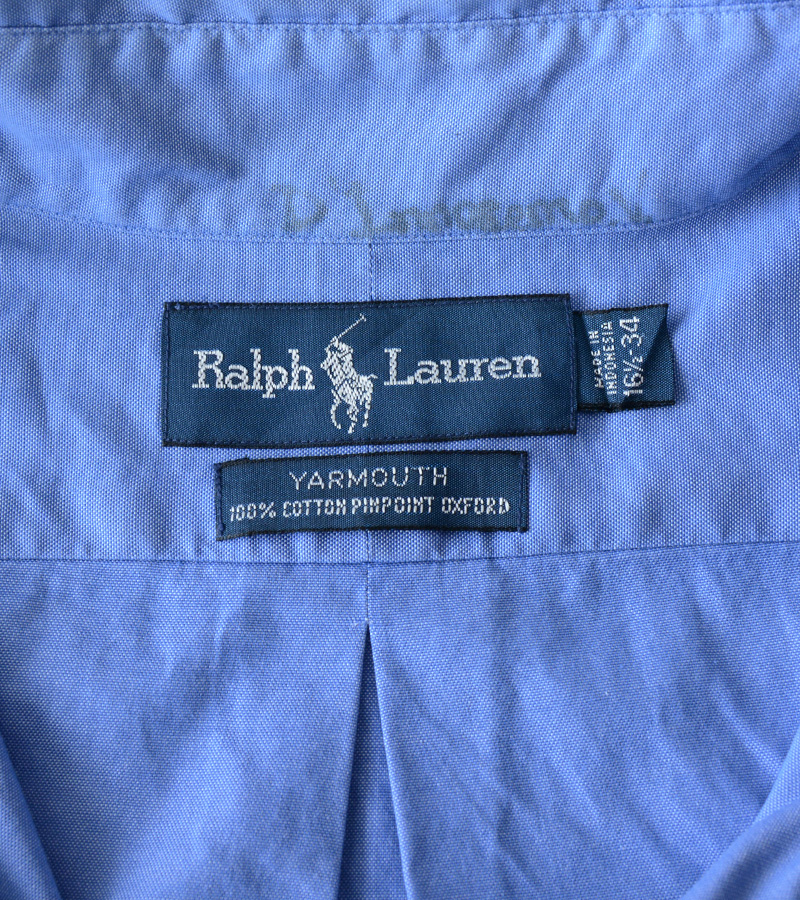 Ralph Lauren
MADE IN
INDONESIA
16½-34
YARMOUTH
100% COTTON PINPOINT OXFORD